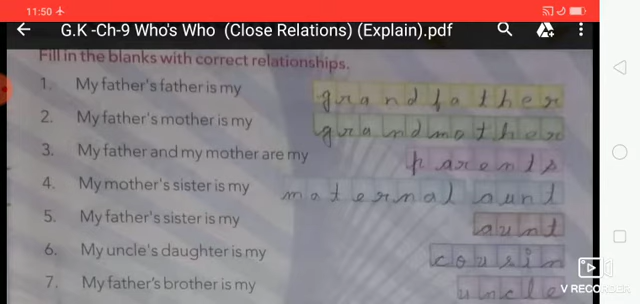 11:50
G.K -Ch-9 Who's Who (Close Relations) (Explain).pdf
Fill in the blanks with correct relationships.
1. My father's father is my grandfather
2. My father's mother is my grandmother
3. My father and my mother are my parents
4. My mother's sister is my maternal aunt
5. My father's sister is my aunt
6. My uncle's daughter is my cousin
7. My father's brother is my uncle
V RECORDER